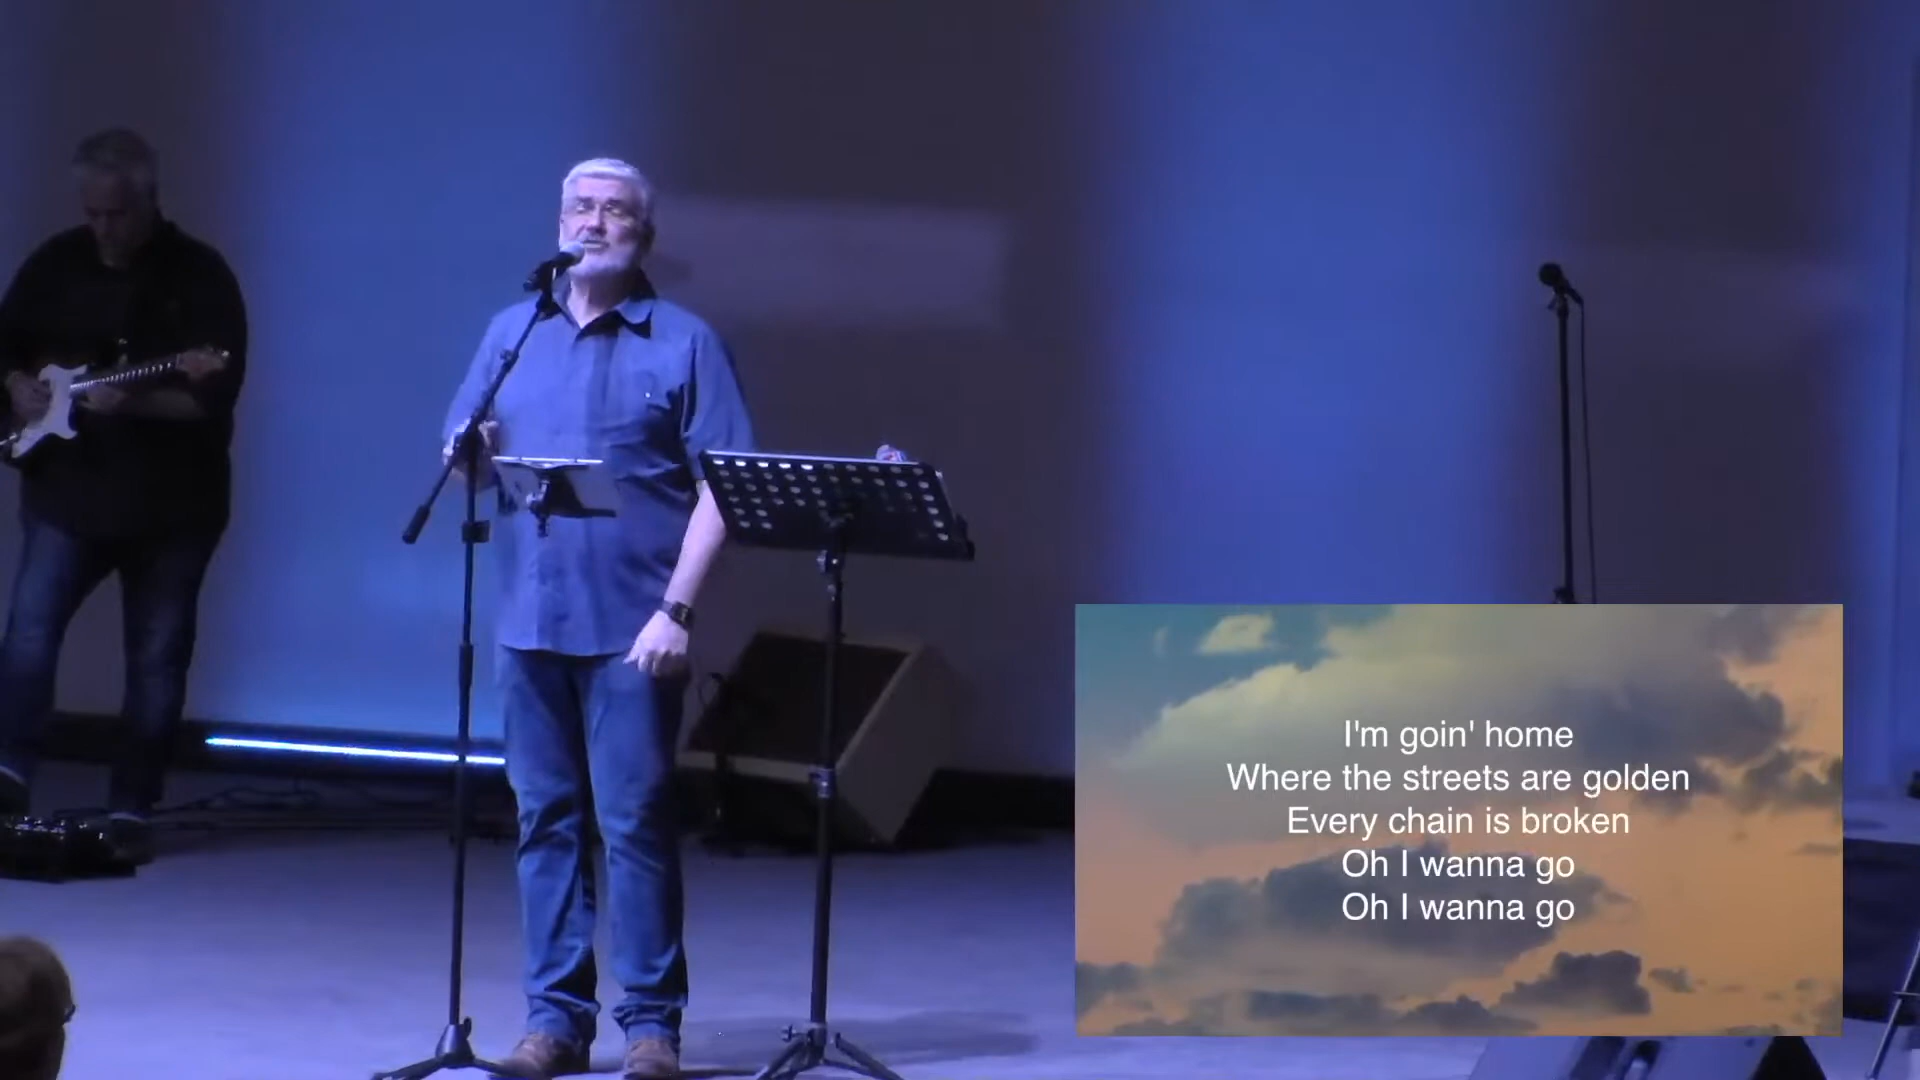 I'm goin' home
Where the streets are golden
Every chain is broken
Oh I wanna go
Oh I wanna go